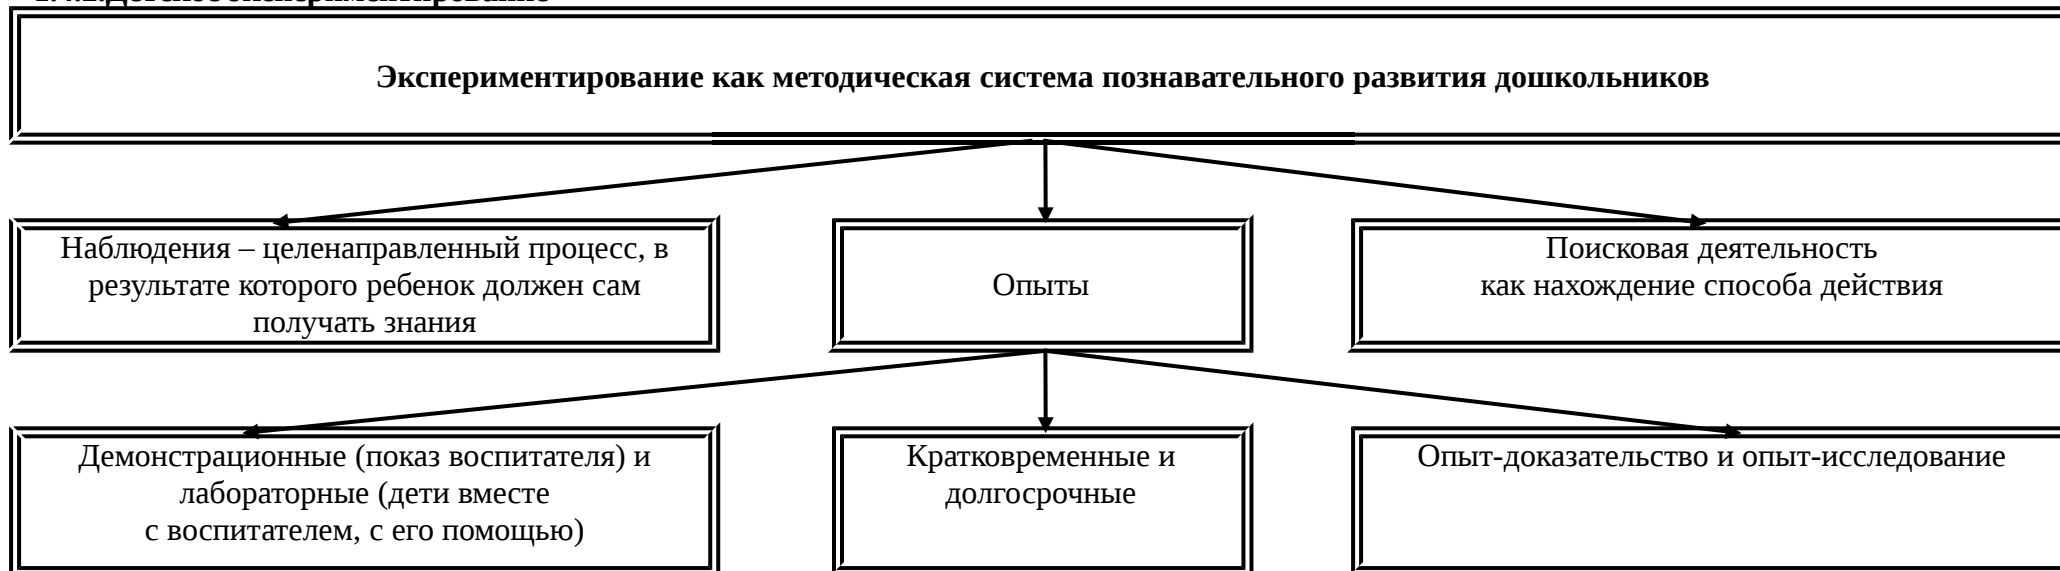 Экспериментирование как методическая система познавательного развития дошкольников
Наблюдения – целенаправленный процесс, в
результате которого ребенок должен сам
получать знания
Опыты
Поисковая деятельность
как нахождение способа действия
Демонстрационные (показ воспитателя) и
лабораторные (дети вместе
с воспитателем, с его помощью)
Кратковременные и
долгосрочные
Опыт-доказательство и опыт-исследование